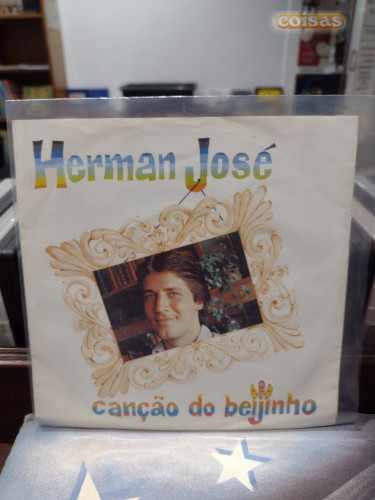 coisas
Herman José
canção do beijinho